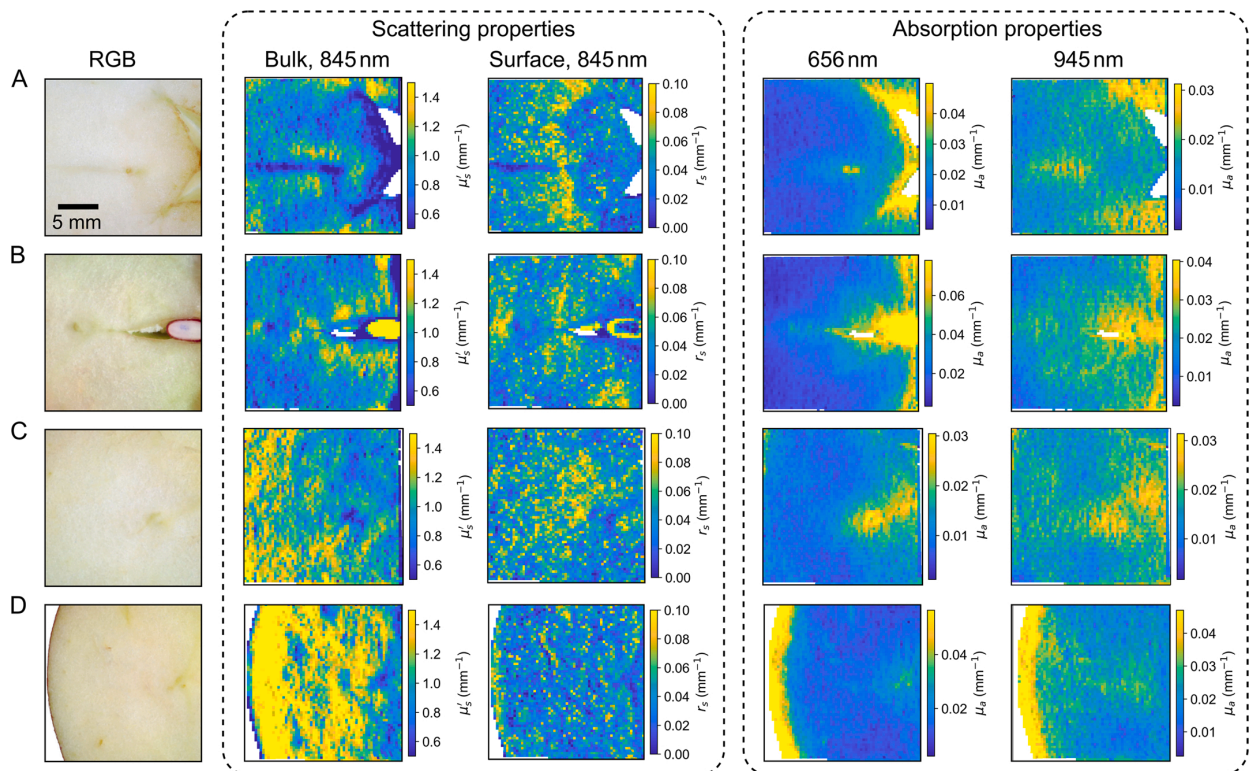 Scattering properties
Absorption properties
RGB
Bulk, 845 nm
Surface, 845 nm
656 nm
945 nm
A
5 mm
1.4
1.2
1.0
0.8
0.6
μ′s (mm−1)
0.10
0.08
0.06
0.04
0.02
0.00
rs (mm−1)
0.04
0.03
0.02
0.01
μa (mm−1)
0.03
0.02
0.01
μa (mm−1)
B
1.4
1.2
1.0
0.8
0.6
μ′s (mm−1)
0.10
0.08
0.06
0.04
0.02
0.00
rs (mm−1)
0.06
0.04
0.02
μa (mm−1)
0.04
0.03
0.02
0.01
μa (mm−1)
C
1.4
1.2
1.0
0.8
0.6
μ′s (mm−1)
0.10
0.08
0.06
0.04
0.02
0.00
rs (mm−1)
0.03
0.02
0.01
μa (mm−1)
0.03
0.02
0.01
μa (mm−1)
D
1.4
1.2
1.0
0.8
0.6
μ′s (mm−1)
0.10
0.08
0.06
0.04
0.02
0.00
rs (mm−1)
0.04
0.02
μa (mm−1)
0.04
0.03
0.02
0.01
μa (mm−1)